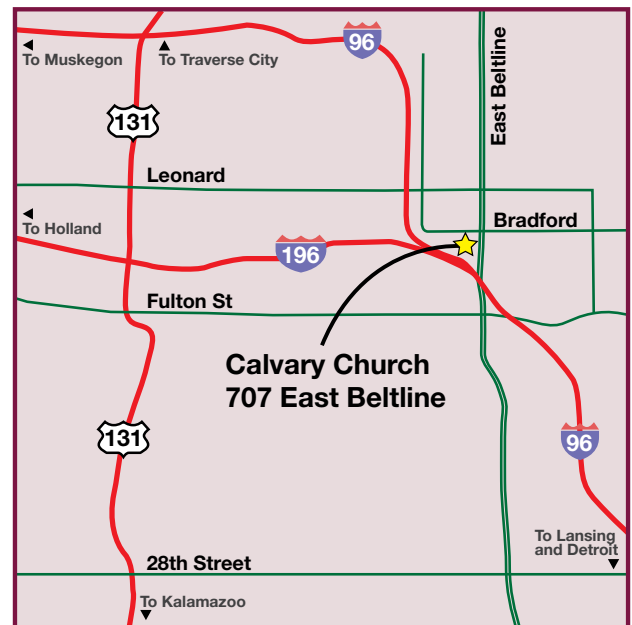 To Muskegon
To Traverse City
96
East Beltline
131
Leonard
Bradford
To Holland
196
Fulton St
Calvary Church
707 East Beltline
131
96
To Lansing
and Detroit
28th Street
To Kalamazoo